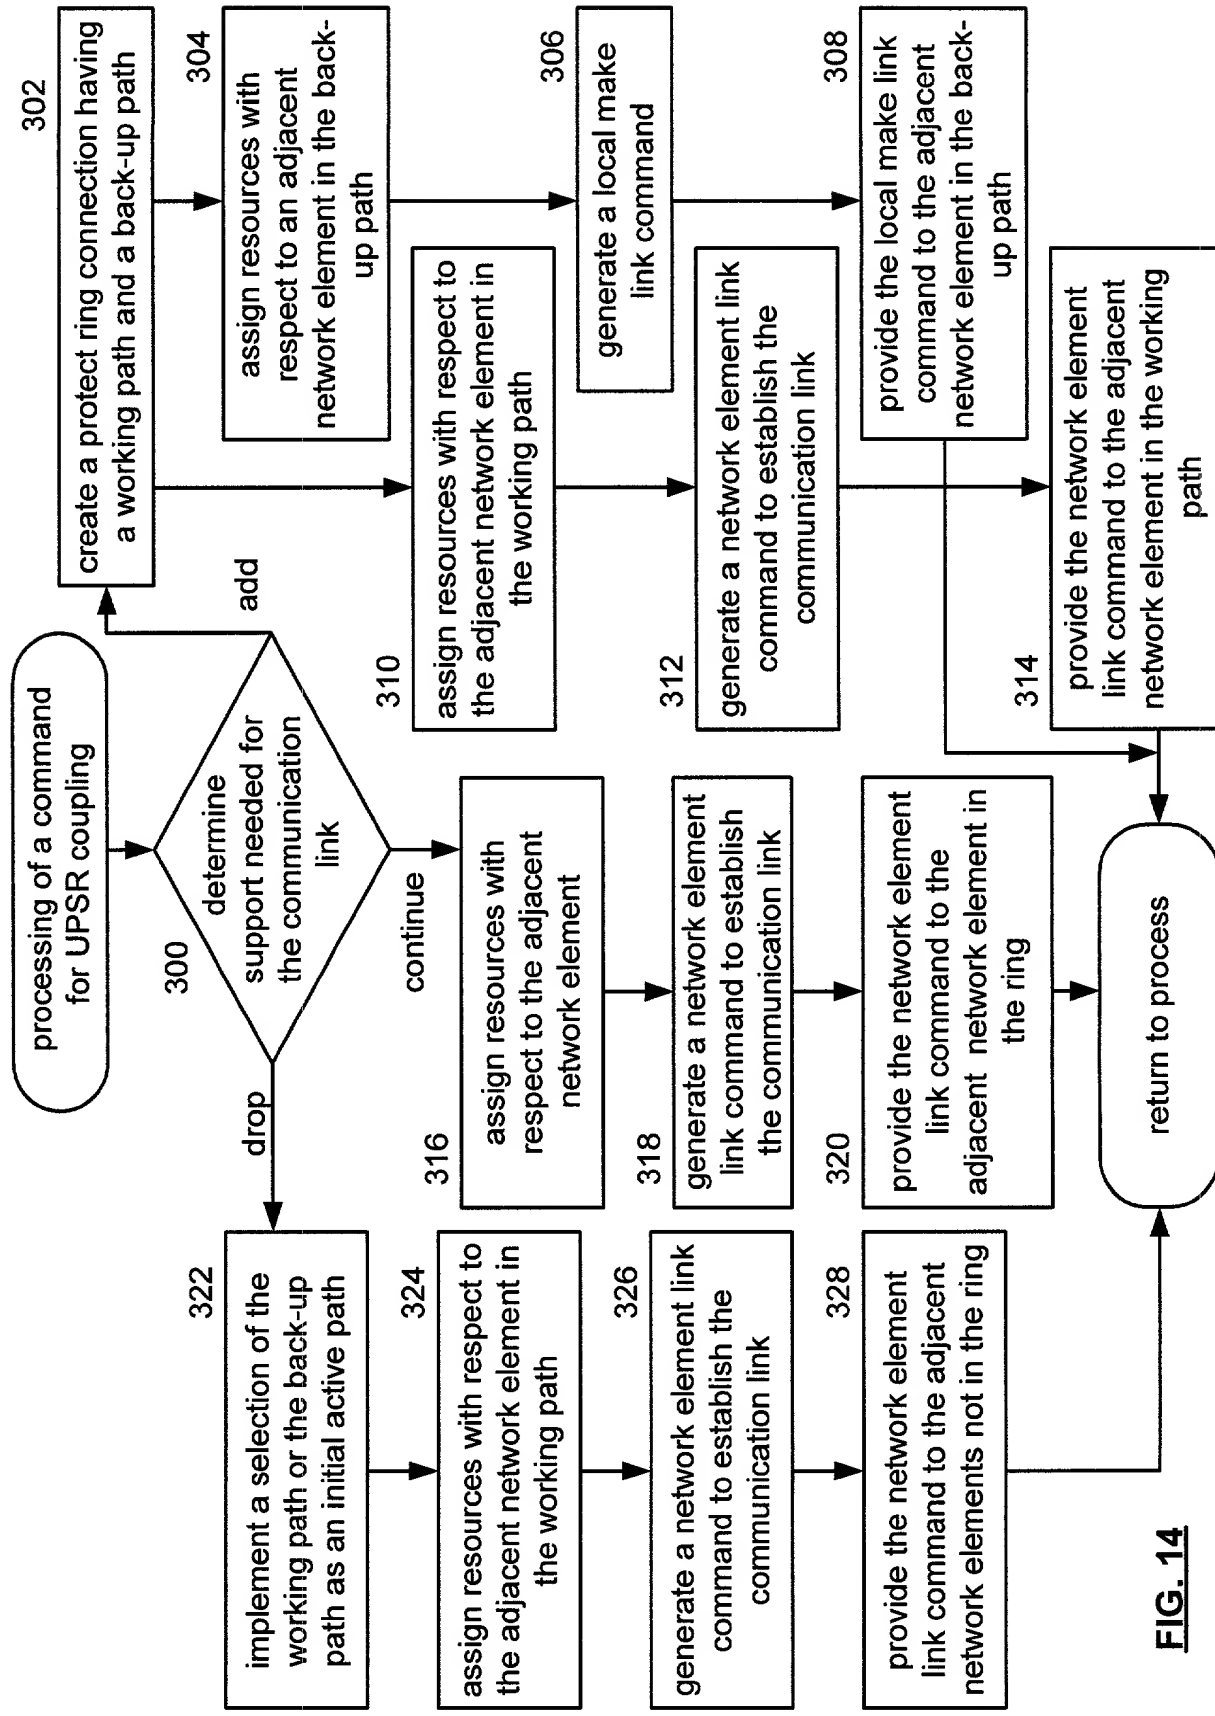 processing of a command
for UPSR coupling
300
determine
support needed for
the communication
link
drop
continue
add
302
create a protect ring connection having
a working path and a back-up path
304
assign resources with
respect to an adjacent
network element in the back-
up path
306
generate a local make
link command
308
provide the local make link
command to the adjacent
network element in the back-
up path
310
assign resources with respect to
the adjacent network element in
the working path
312
generate a network element link
command to establish the
communication link
314
provide the network element
link command to the adjacent
network element in the working
path
316
assign resources with
respect to the adjacent
network element
318
generate a network element
link command to establish
the communication link
320
provide the network element
link command to the
adjacent network element in
the ring
322
implement a selection of the
working path or the back-up
path as an initial active path
324
assign resources with respect to
the adjacent network element in
the working path
326
generate a network element link
command to establish the
communication link
328
provide the network element
link command to the adjacent
network elements not in the ring
return to process
FIG. 14